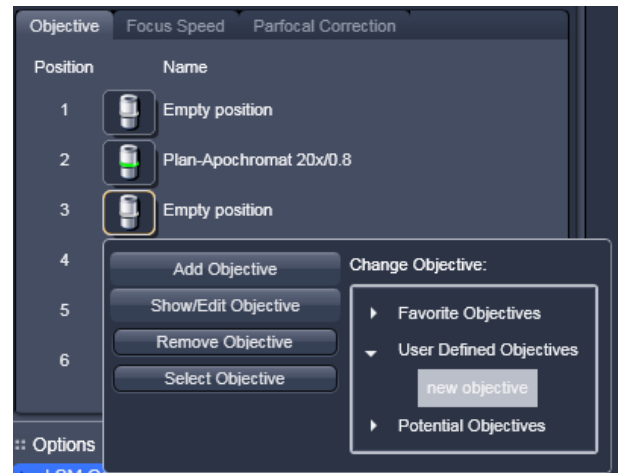 Objective Focus Speed Parfocal Correction
Position Name
1 Empty position
2 Plan-Apochromat 20x/0.8
3 Empty position
4
5
6
Add Objective
Show/Edit Objective
Remove Objective
Select Objective
Change Objective:
Favorite Objectives
User Defined Objectives
new objective
Potential Objectives
Options